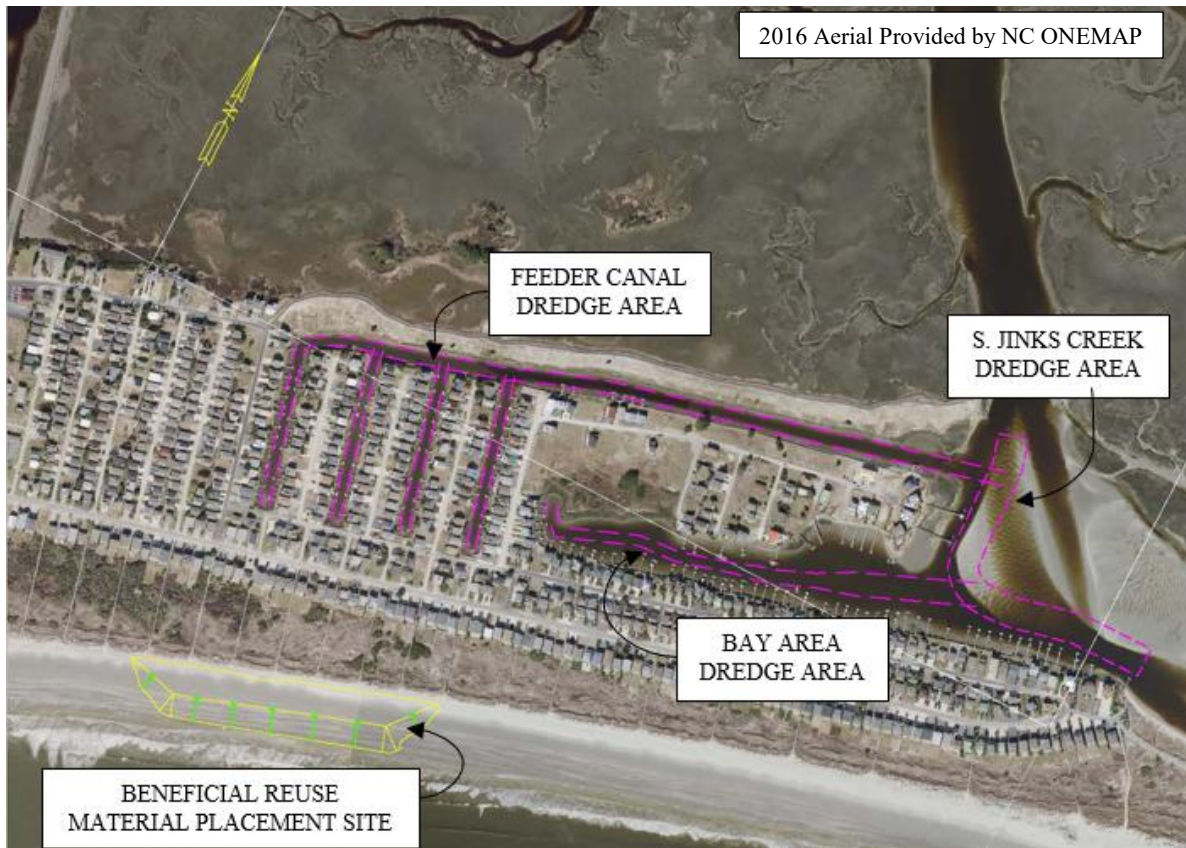 2016 Aerial Provided by NC ONEMAP
N
FEEDER CANAL
DREDGE AREA
S. JINKS CREEK
DREDGE AREA
BAY AREA
DREDGE AREA
BENEFICIAL REUSE
MATERIAL PLACEMENT SITE